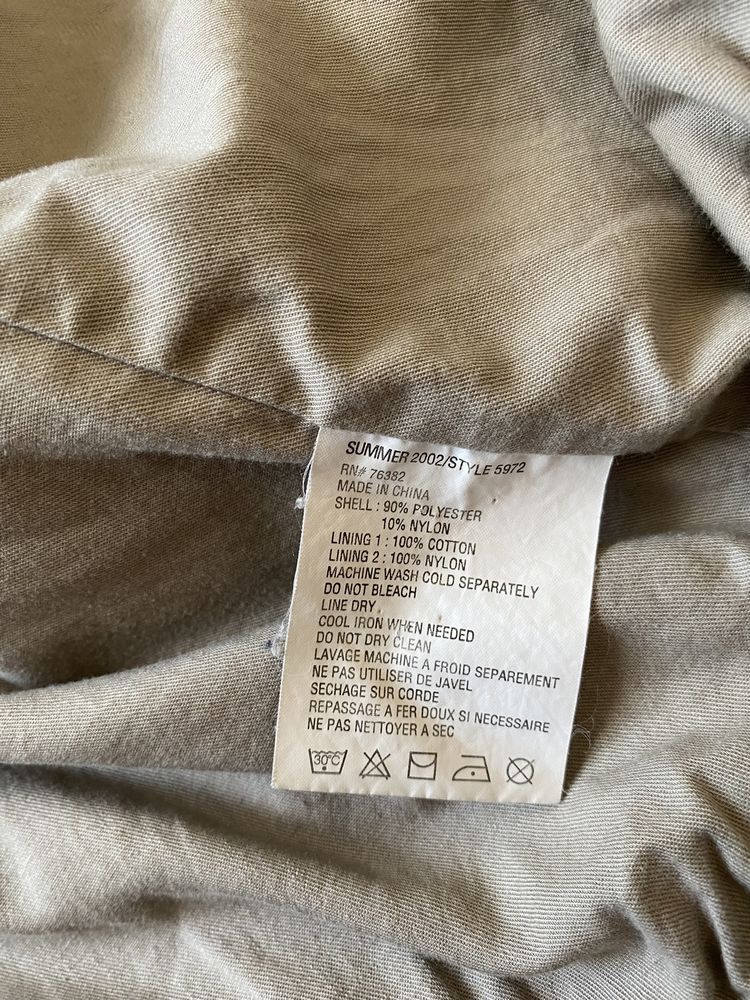 SUMMER 2002/STYLE 5972
RN# 76382
MADE IN CHINA
SHELL : 90% POLYESTER
10% NYLON
LINING 1 : 100% COTTON
LINING 2 : 100% NYLON
MACHINE WASH COLD SEPARATELY
DO NOT BLEACH
LINE DRY
COOL IRON WHEN NEEDED
DO NOT DRY CLEAN
LAVAGE MACHINE A FROID SEPAREMENT
NE PAS UTILISER DE JAVEL
SECHAGE SUR CORDE
REPASSAGE A FER DOUX SI NECESSAIRE
NE PAS NETTOYER A SEC
30°C